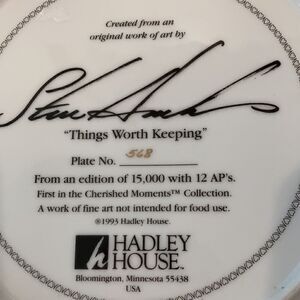 Created from an
original work of art by
"Things Worth Keeping"
Plate No. 568
From an edition of 15,000 with 12 AP's.
First in the Cherished Moments™ Collection.
A work of fine art not intended for food use.
©1993 Hadley House.
h HADLEY
HOUSE™
Bloomington, Minnesota 55438
USA